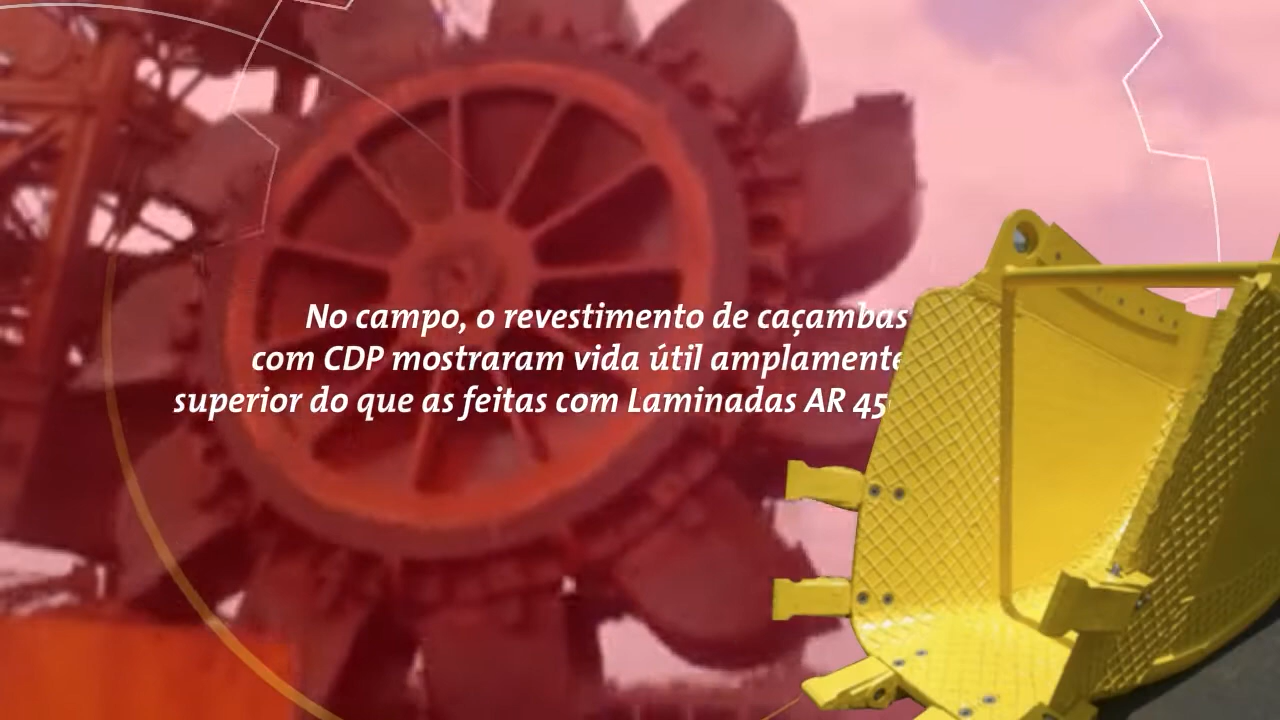 No campo, o revestimento de caçambas
com CDP mostraram vida útil amplamente
superior do que as feitas com Laminadas AR 45